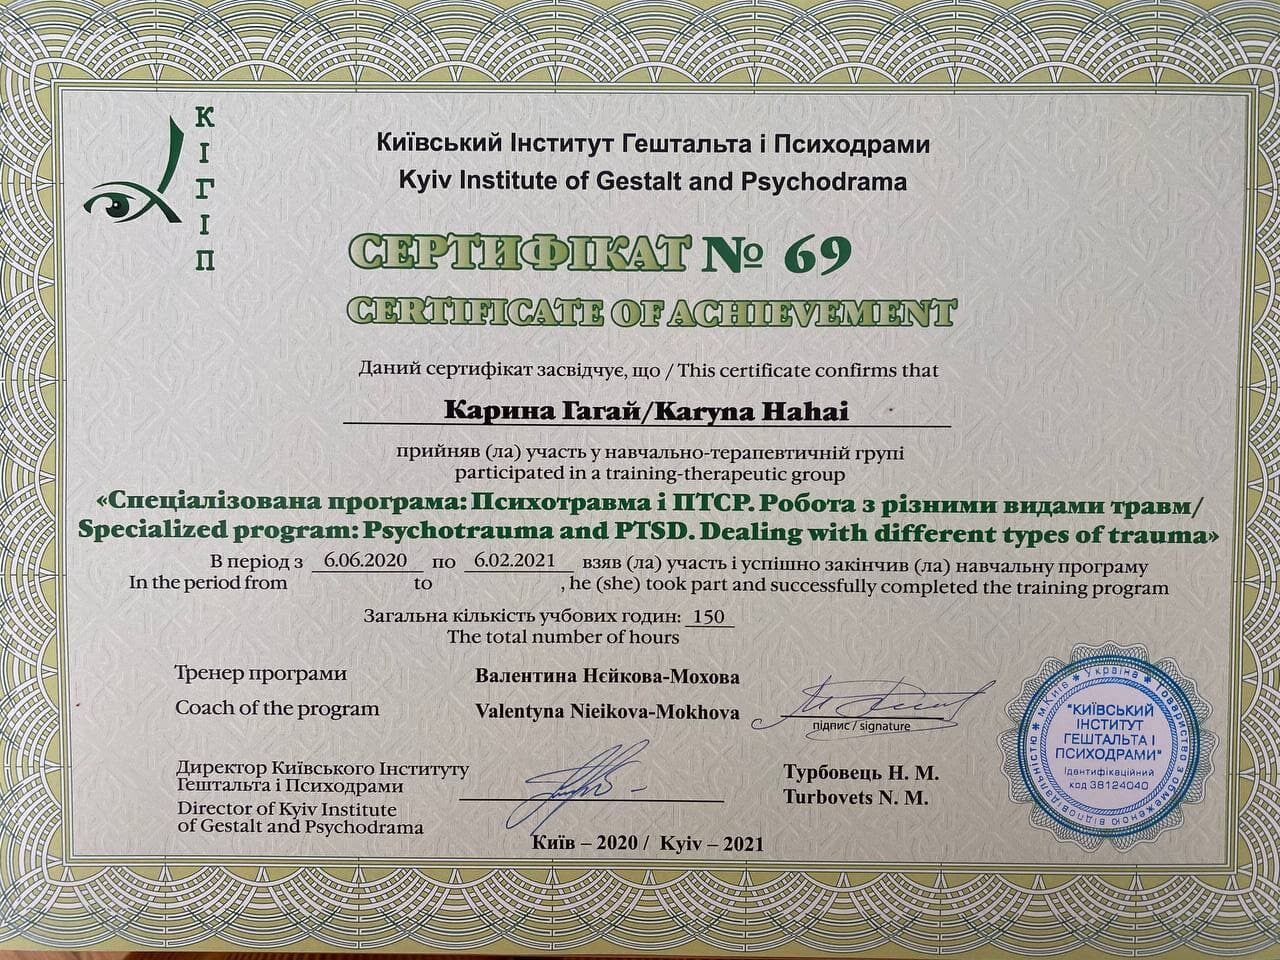 КІГІП
Київський Інститут Гештальта і Психодрами
Kyiv Institute of Gestalt and Psychodrama
СЕРТИФІКАТ № 69
CERTIFICATE OF ACHIEVEMENT
Даний сертифікат засвідчує, що / This certificate confirms that
Карина Гагай/Karyna Hahai
прийняв (ла) участь у навчально-терапевтичній групі
participated in a training-therapeutic group
«Спеціалізована програма: Психотравма і ПТСР. Робота з різними видами травм/
Specialized program: Psychotrauma and PTSD. Dealing with different types of trauma»
В період з 6.06.2020 по 6.02.2021 взяв (ла) участь і успішно закінчив (ла) навчальну програму
In the period from to , he (she) took part and successfully completed the training program
Загальна кількість учбових годин: 150
The total number of hours
Тренер програми Валентина Нєйкова-Мохова
Coach of the program Valentyna Nieikova-Mokhova
підпис / signature
Директор Київського Інституту
Гештальта і Психодрами
Турбовець Н. М.
Turbovets N. M.
Director of Kyiv Institute
of Gestalt and Psychodrama
Київ – 2020 / Kyiv – 2021
м.Київ * Україна * Товариство з обмеженою відповідальністю *
"КИЇВСЬКИЙ
ІНСТИТУТ
ГЕШТАЛЬТА І
ПСИХОДРАМИ"
Ідентифікаційний
код 38124040